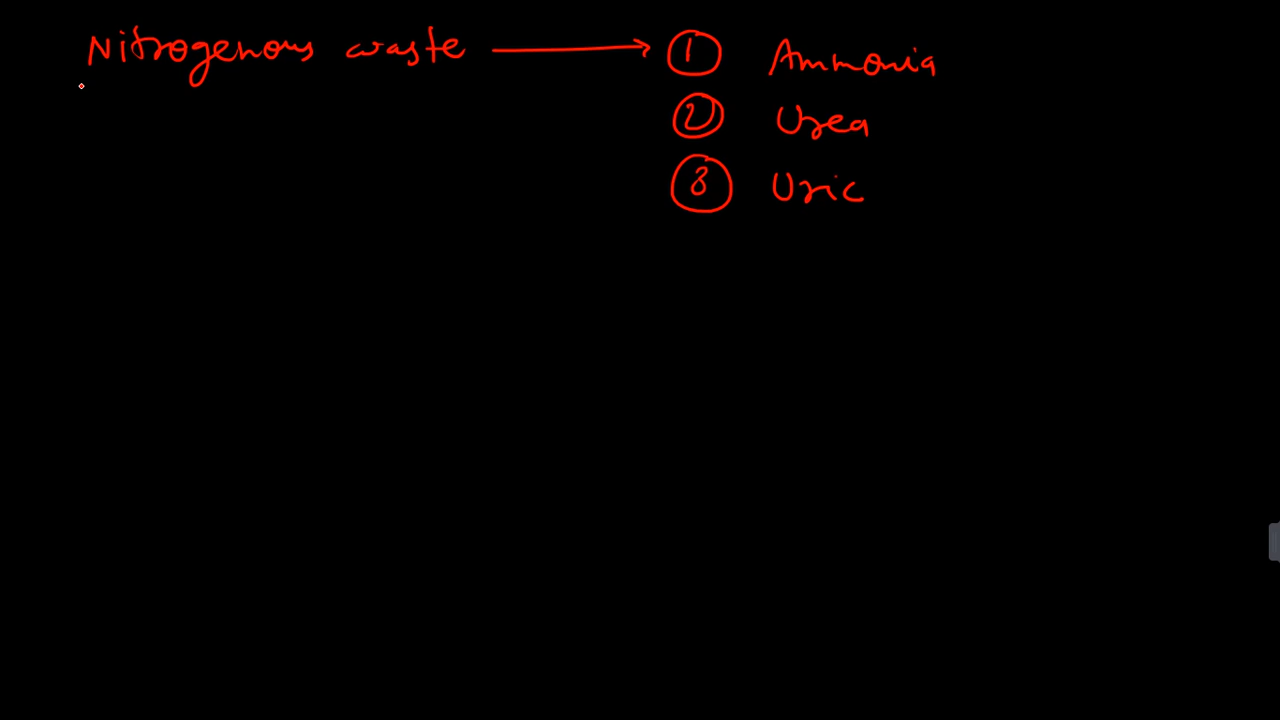 Nitrogenous waste → ① Ammonia
② Urea
③ Uric